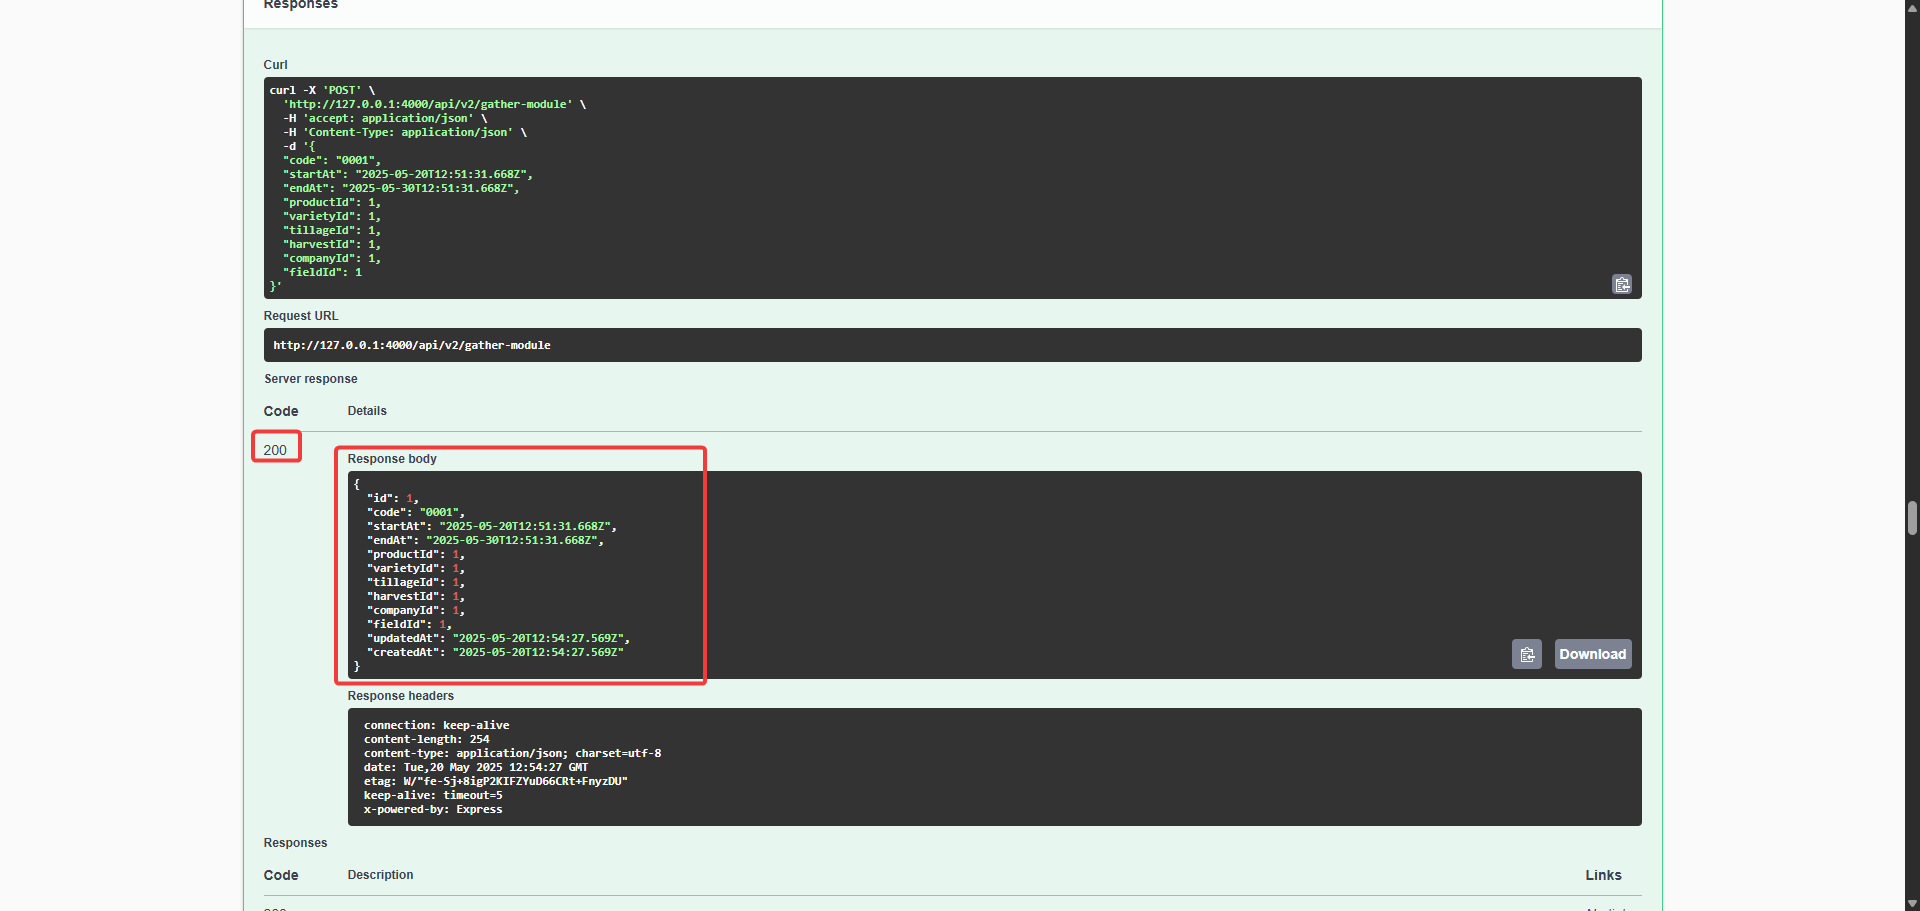 Responses
Curl
curl -X 'POST' \
'http://127.0.0.1:4000/api/v2/gather-module' \
-H 'accept: application/json' \
-H 'Content-Type: application/json' \
-d '{
"code": "0001",
"startAt": "2025-05-20T12:51:31.668Z",
"endAt": "2025-05-30T12:51:31.668Z",
"productId": 1,
"varietyId": 1,
"tillageId": 1,
"harvestId": 1,
"companyId": 1,
"fieldId": 1
}'
Request URL
http://127.0.0.1:4000/api/v2/gather-module
Server response
Code Details
200
Response body
{
"id": 1,
"code": "0001",
"startAt": "2025-05-20T12:51:31.668Z",
"endAt": "2025-05-30T12:51:31.668Z",
"productId": 1,
"varietyId": 1,
"tillageId": 1,
"harvestId": 1,
"companyId": 1,
"fieldId": 1,
"updatedAt": "2025-05-20T12:54:27.569Z",
"createdAt": "2025-05-20T12:54:27.569Z"
}
Download
Response headers
connection: keep-alive
content-length: 254
content-type: application/json; charset=utf-8
date: Tue,20 May 2025 12:54:27 GMT
etag: W/"fe-Sj+8igP2KIFZYuD66CRt+FnyzDU"
keep-alive: timeout=5
x-powered-by: Express
Responses
Code Description Links